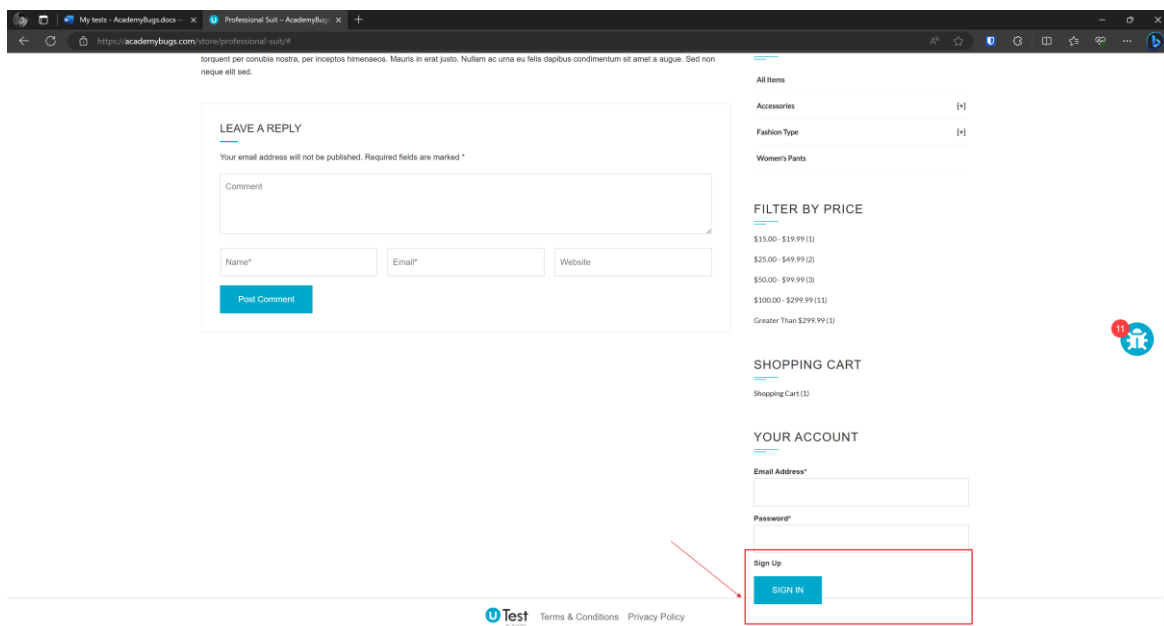 My tests - AcademyBugs.docx —
Professional Suit – AcademyBug
https://academybugs.com/store/professional-suit/#
torquent per conubia nostra, per inceptos himenaeos. Mauris in erat justo. Nullam ac urna eu felis dapibus condimentum sit amet a augue. Sed non
neque elit sed.
LEAVE A REPLY
Your email address will not be published. Required fields are marked *
Comment
Name*
Email*
Website
Post Comment
All Items
Accessories [+]
Fashion Type [+]
Women's Pants
FILTER BY PRICE
$15.00 - $19.99 (1)
$25.00 - $49.99 (2)
$50.00 - $99.99 (3)
$100.00 - $299.99 (11)
Greater Than $299.99 (1)
11
SHOPPING CART
Shopping Cart (1)
YOUR ACCOUNT
Email Address*
Password*
Sign Up
SIGN IN
u Test Terms & Conditions Privacy Policy